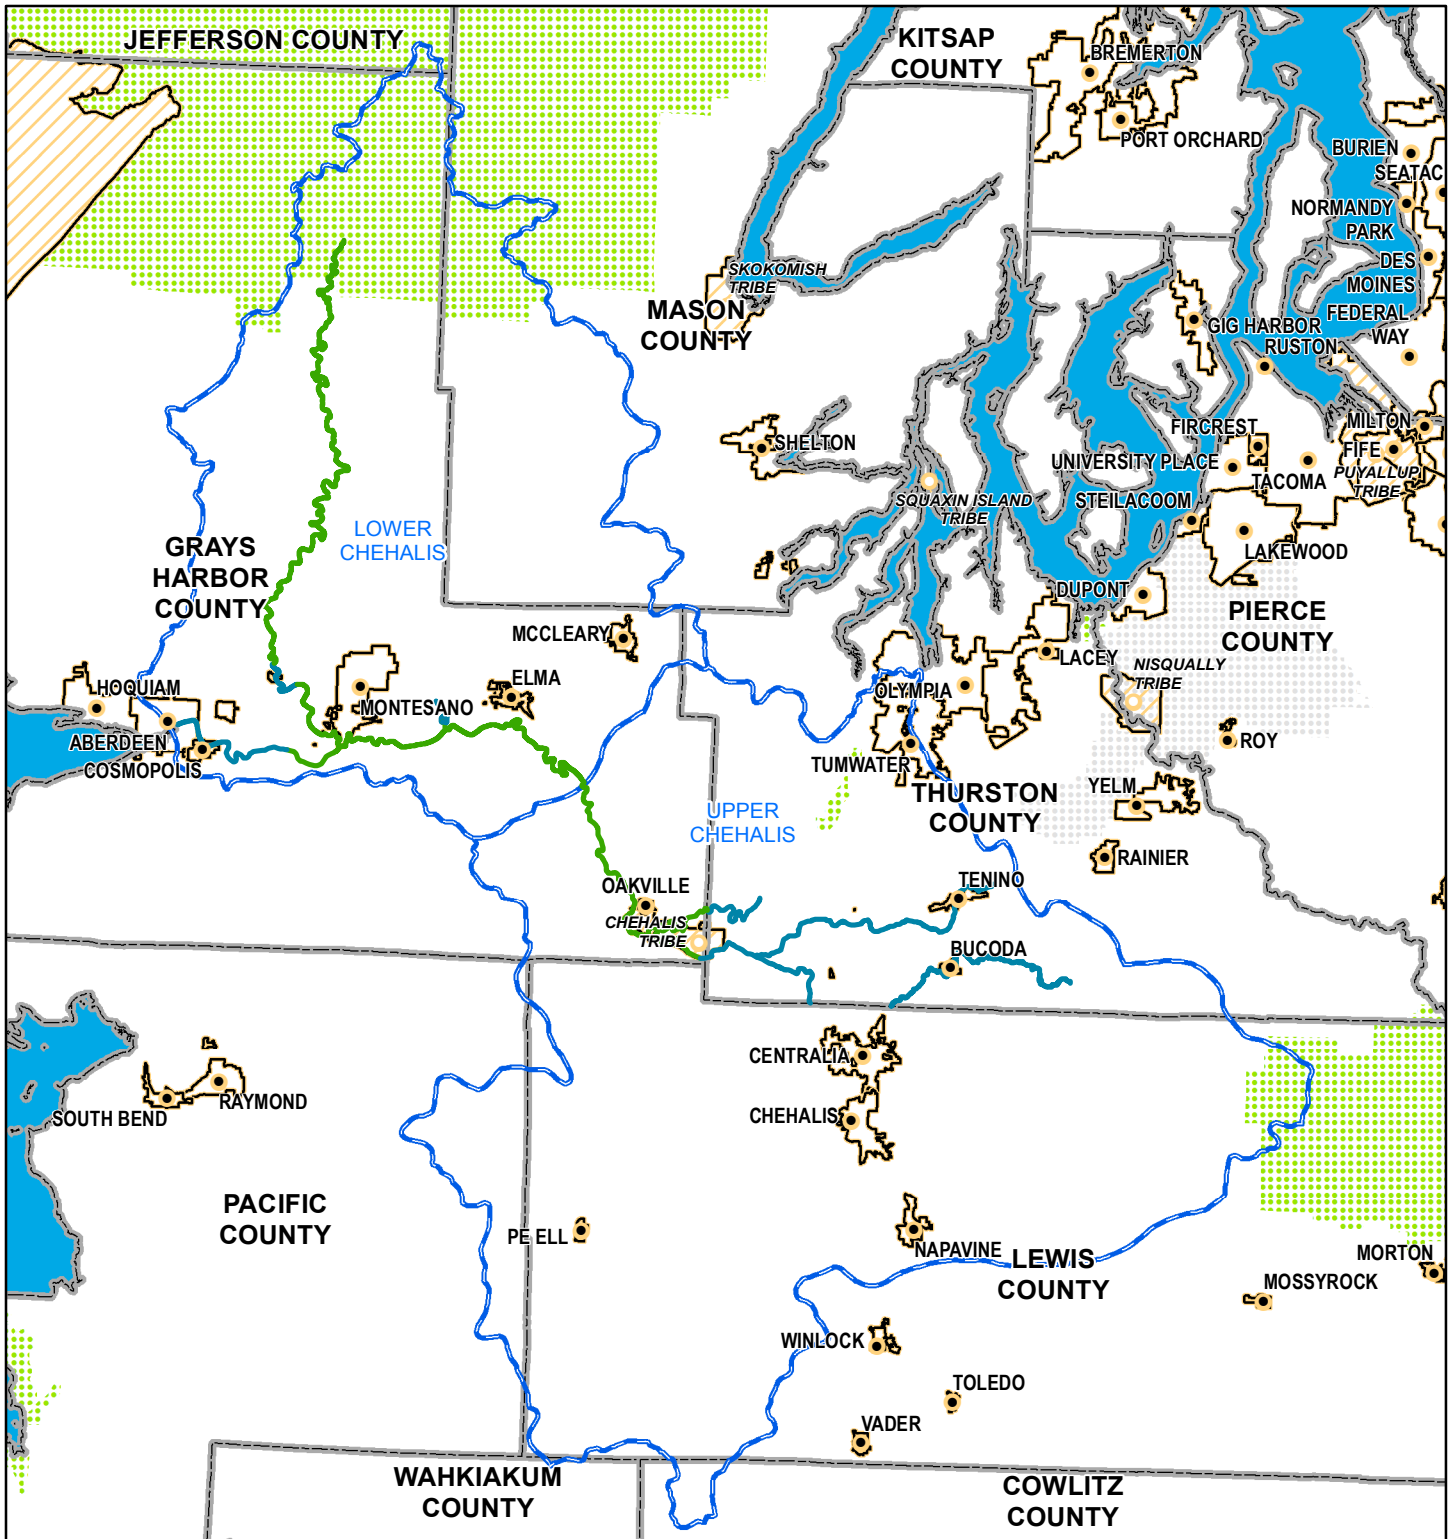 JEFFERSON COUNTY
KITSAP
COUNTY
BREMERTON
PORT ORCHARD
BURIEN
SEATAC
NORMANDY
PARK
DES
MOINES
FEDERAL
WAY
SKOKOMISH
TRIBE
MASON
COUNTY
GIG HARBOR
RUSTON
MILTON
FIRCREST
FIFE
SHELTON
UNIVERSITY PLACE
TACOMA
PUYALLUP
TRIBE
SQUAXIN ISLAND
TRIBE
STEILACOOM
LOWER
CHEHALIS
GRAYS
HARBOR
COUNTY
LAKEWOOD
DUPONT
PIERCE
COUNTY
MCCLEARY
LACEY
NISQUALLY
TRIBE
HOQUIAM
ELMA
OLYMPIA
MONTESANO
ABERDEEN
COSMOPOLIS
ROY
TUMWATER
YELM
THURSTON
COUNTY
UPPER
CHEHALIS
RAINIER
TENINO
OAKVILLE
CHEHALIS
TRIBE
BUCODA
CENTRALIA
SOUTH BEND
RAYMOND
CHEHALIS
PACIFIC
COUNTY
PE ELL
NAPAVINE
LEWIS
COUNTY
MORTON
MOSSYROCK
WINLOCK
TOLEDO
VADER
WAHKIAKUM
COUNTY
COWLITZ
COUNTY